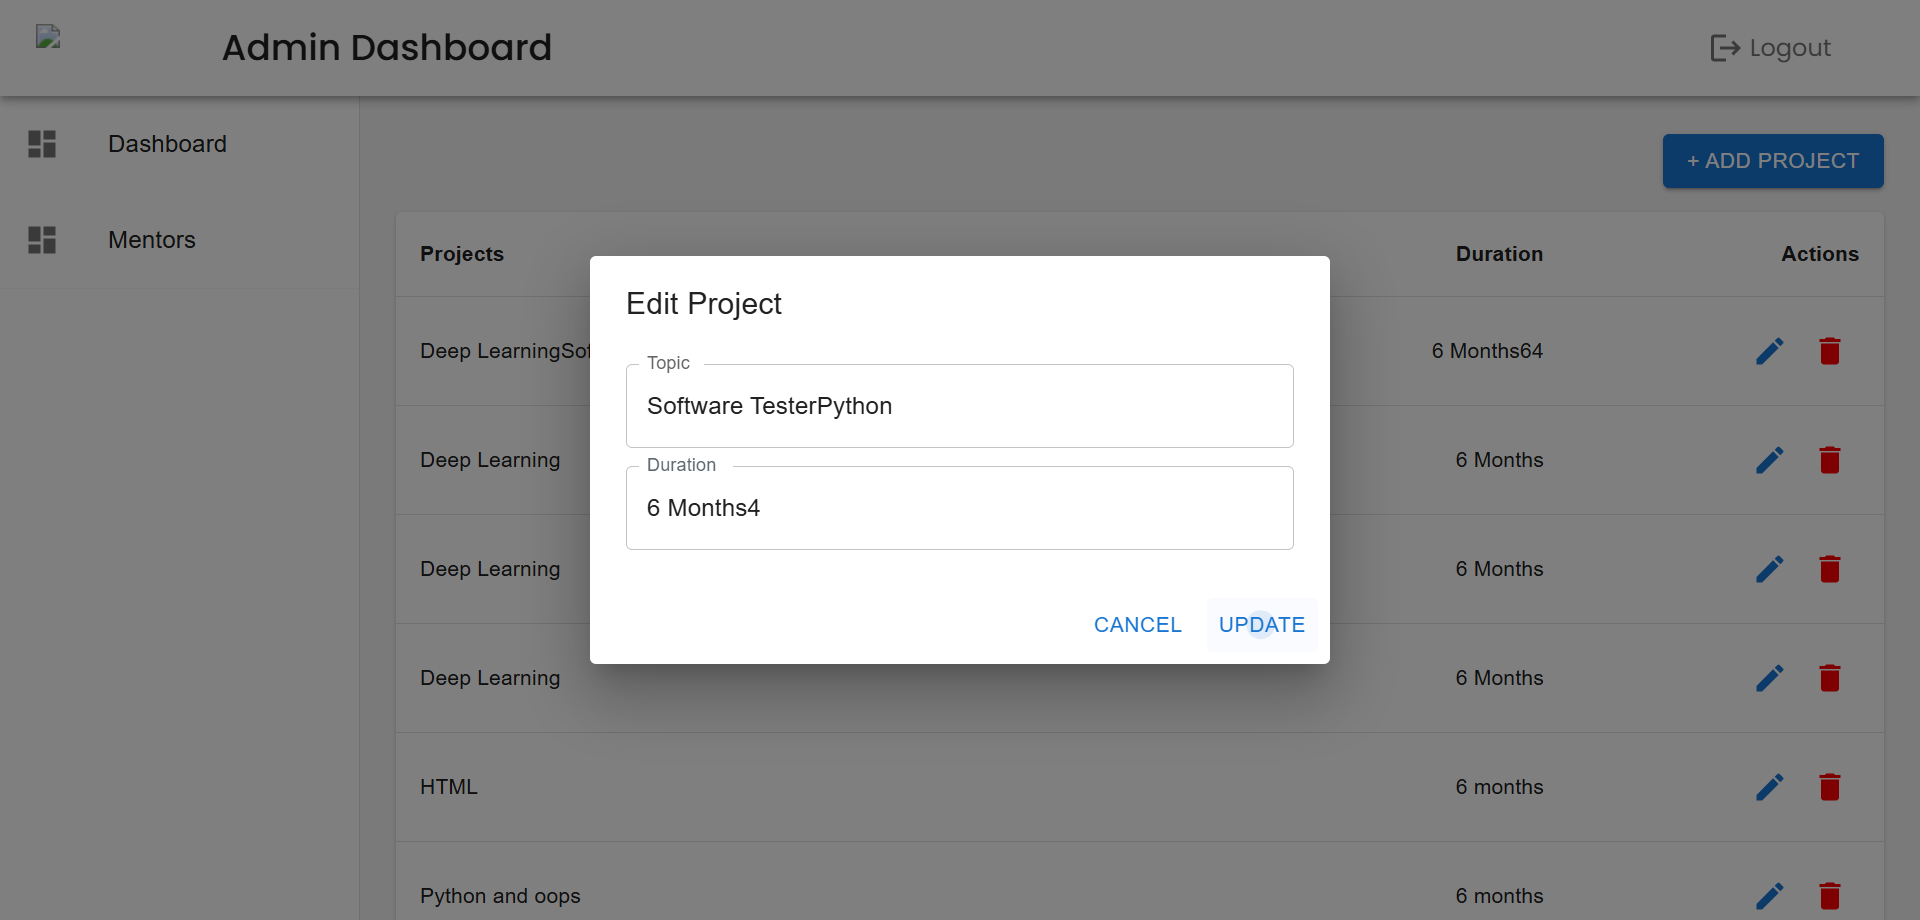 Admin Dashboard
Logout
Dashboard
Mentors
+ ADD PROJECT
Projects Duration Actions
Deep LearningSof 6 Months64
Deep Learning 6 Months
Deep Learning 6 Months
Deep Learning 6 Months
HTML 6 months
Python and oops 6 months
Edit Project
Topic
Software TesterPython
Duration
6 Months4
CANCEL UPDATE